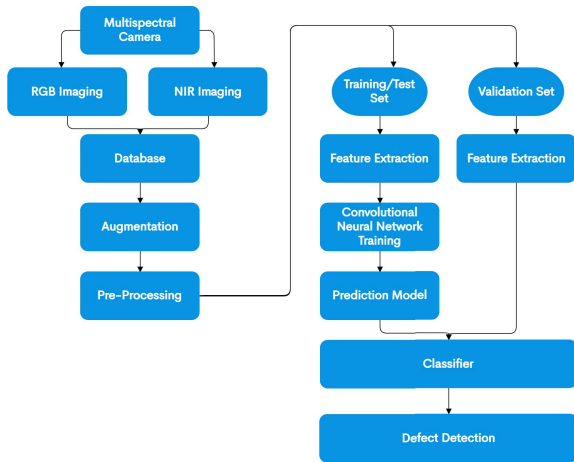 Multispectral
Camera
RGB Imaging
NIR Imaging
Database
Augmentation
Pre-Processing
Training/Test
Set
Validation Set
Feature Extraction
Feature Extraction
Convolutional
Neural Network
Training
Prediction Model
Classifier
Defect Detection